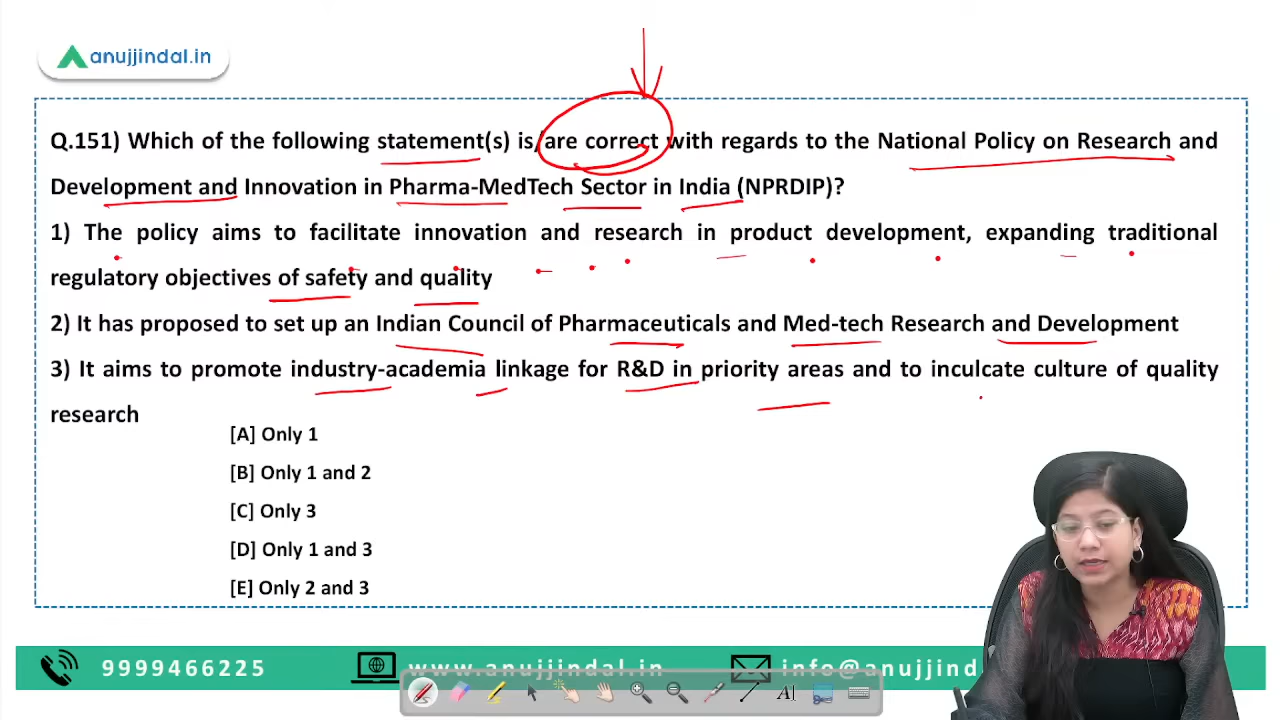 anujjindal.in
Q.151) Which of the following statement(s) is/are correct with regards to the National Policy on Research and
Development and Innovation in Pharma-MedTech Sector in India (NPRDIP)?
1) The policy aims to facilitate innovation and research in product development, expanding traditional
regulatory objectives of safety and quality
2) It has proposed to set up an Indian Council of Pharmaceuticals and Med-tech Research and Development
3) It aims to promote industry-academia linkage for R&D in priority areas and to inculcate culture of quality
research
[A] Only 1
[B] Only 1 and 2
[C] Only 3
[D] Only 1 and 3
[E] Only 2 and 3
9999466225 www.anujjindal.in info@anujjind